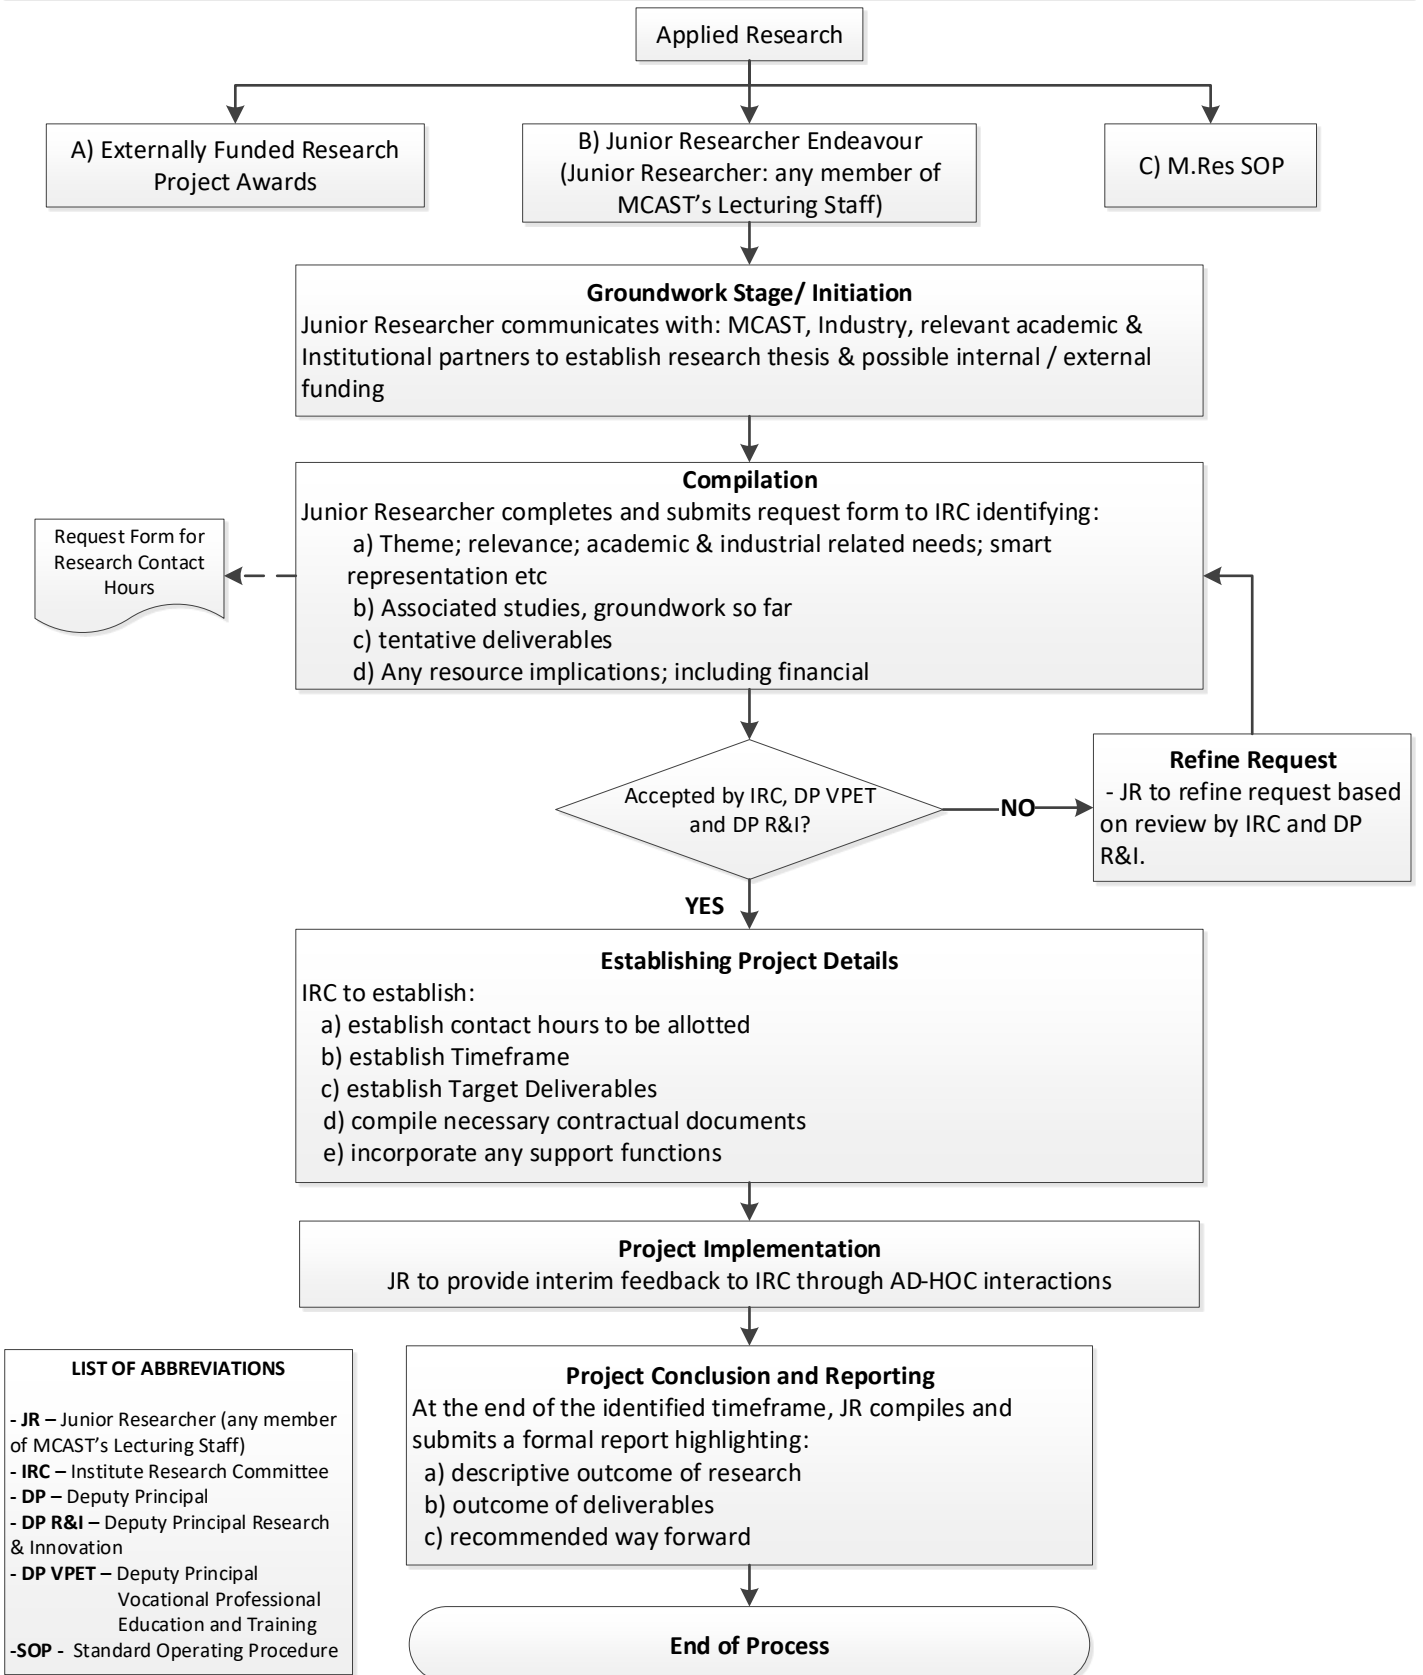 Applied Research
A) Externally Funded Research
Project Awards
B) Junior Researcher Endeavour
(Junior Researcher: any member of
MCAST’s Lecturing Staff)
C) M.Res SOP
Groundwork Stage/ Initiation
Junior Researcher communicates with: MCAST, Industry, relevant academic &
Institutional partners to establish research thesis & possible internal / external
funding
Compilation
Junior Researcher completes and submits request form to IRC identifying:
a) Theme; relevance; academic & industrial related needs; smart
representation etc
b) Associated studies, groundwork so far
c) tentative deliverables
d) Any resource implications; including financial
Request Form for
Research Contact
Hours
Accepted by IRC, DP VPET
and DP R&I?
NO
Refine Request
- JR to refine request based
on review by IRC and DP
R&I.
YES
Establishing Project Details
IRC to establish:
a) establish contact hours to be allotted
b) establish Timeframe
c) establish Target Deliverables
d) compile necessary contractual documents
e) incorporate any support functions
Project Implementation
JR to provide interim feedback to IRC through AD-HOC interactions
Project Conclusion and Reporting
At the end of the identified timeframe, JR compiles and
submits a formal report highlighting:
a) descriptive outcome of research
b) outcome of deliverables
c) recommended way forward
End of Process
LIST OF ABBREVIATIONS
- JR – Junior Researcher (any member
of MCAST’s Lecturing Staff)
- IRC – Institute Research Committee
- DP – Deputy Principal
- DP R&I – Deputy Principal Research
& Innovation
- DP VPET – Deputy Principal
Vocational Professional
Education and Training
-SOP - Standard Operating Procedure